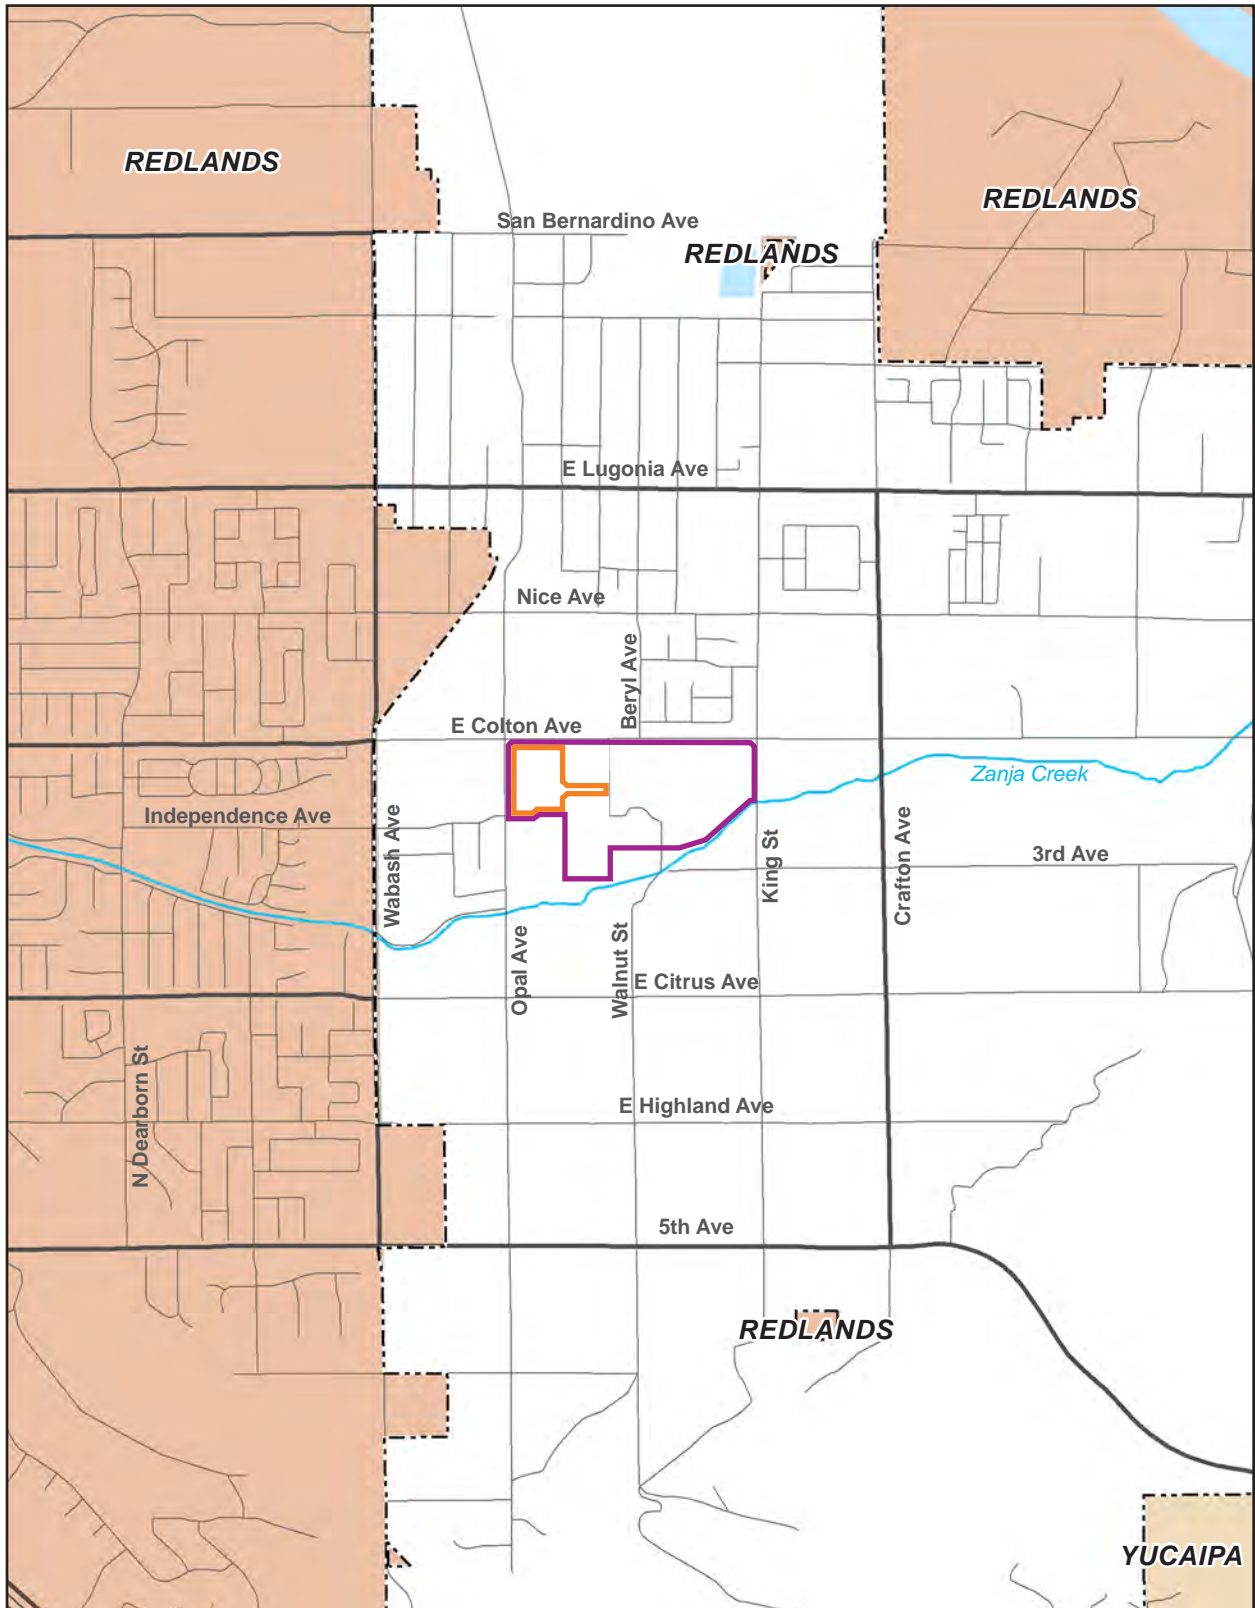 REDLANDS
REDLANDS
San Bernardino Ave
REDLANDS
E Lugonia Ave
Nice Ave
Beryl Ave
E Colton Ave
Zanja Creek
Independence Ave
Wabash Ave
King St
3rd Ave
Crafton Ave
Opal Ave
Walnut St
E Citrus Ave
N Dearborn St
E Highland Ave
5th Ave
REDLANDS
YUCAIPA